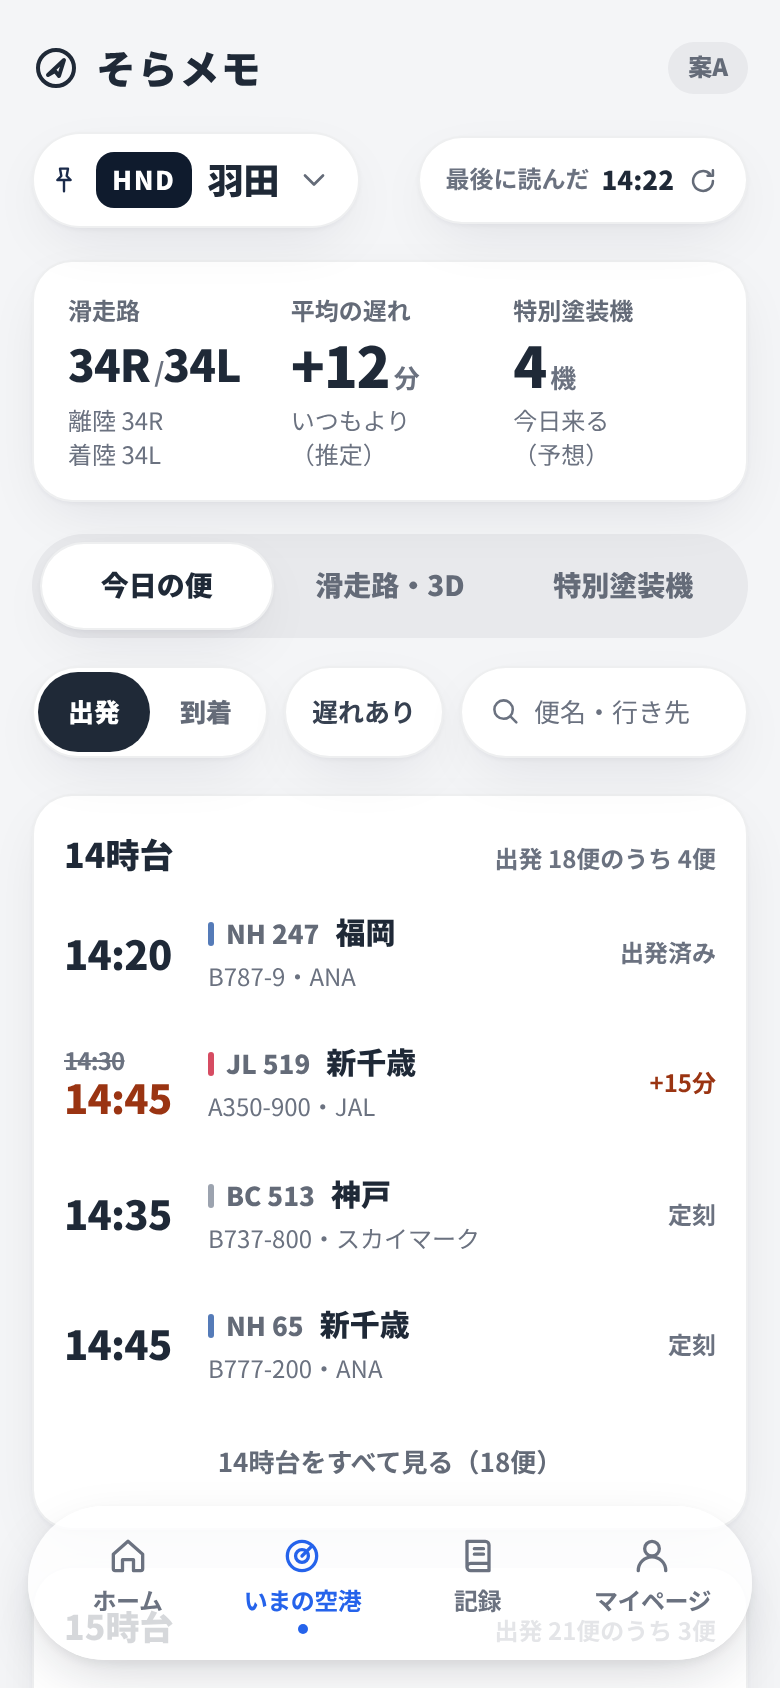 そらメモ
案A
HND 羽田
最後に読んだ 14:22
滑走路
34R/34L
離陸 34R
着陸 34L
平均の遅れ
+12分
いつもより
（推定）
特別塗装機
4機
今日来る
（予想）
今日の便
滑走路・3D
特別塗装機
出発
到着
遅れあり
便名・行き先
14時台
出発 18便のうち 4便
14:20
NH 247 福岡
B787-9・ANA
出発済み
14:30
14:45
JL 519 新千歳
A350-900・JAL
+15分
14:35
BC 513 神戸
B737-800・スカイマーク
定刻
14:45
NH 65 新千歳
B777-200・ANA
定刻
14時台をすべて見る（18便）
ホーム
いまの空港
記録
マイページ
15時台
出発 21便のうち 3便